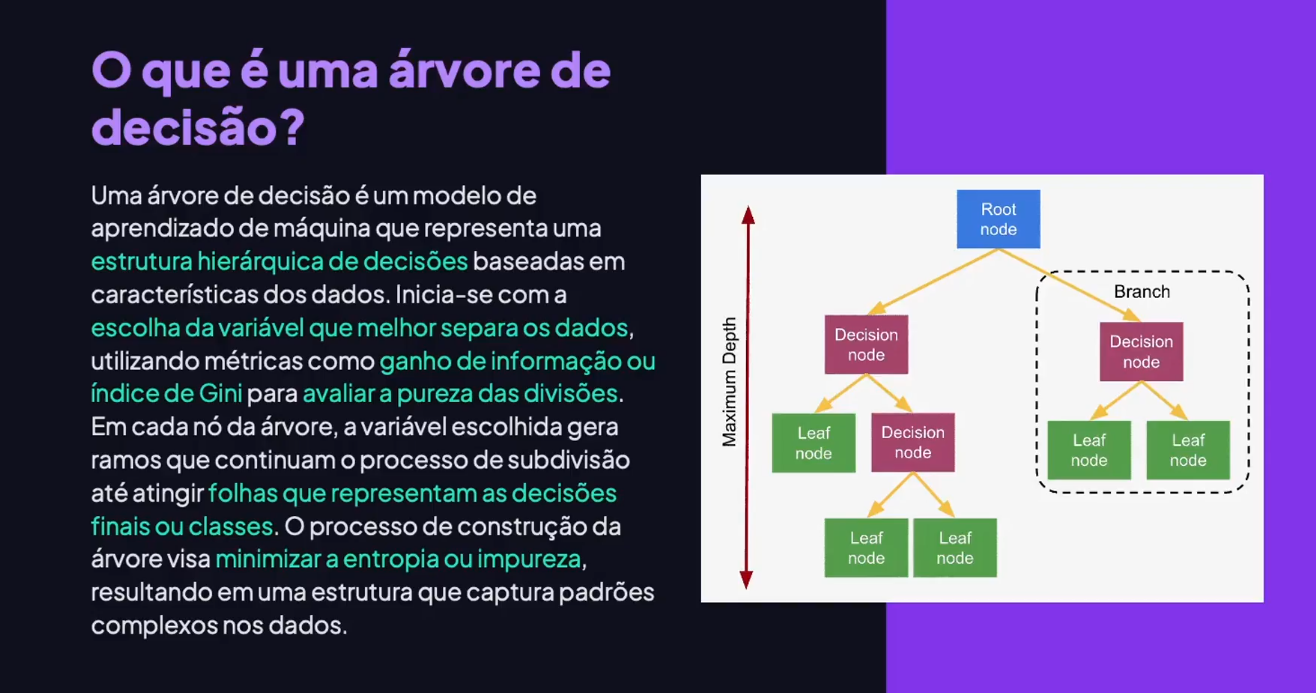 O que é uma árvore de
decisão?
Uma árvore de decisão é um modelo de
aprendizado de máquina que representa uma
estrutura hierárquica de decisões baseadas em
características dos dados. Inicia-se com a
escolha da variável que melhor separa os dados,
utilizando métricas como ganho de informação ou
índice de Gini para avaliar a pureza das divisões.
Em cada nó da árvore, a variável escolhida gera
ramos que continuam o processo de subdivisão
até atingir folhas que representam as decisões
finais ou classes. O processo de construção da
árvore visa minimizar a entropia ou impureza,
resultando em uma estrutura que captura padrões
complexos nos dados.
Maximum Depth
Root
node
Branch
Decision
node
Decision
node
Leaf
node
Decision
node
Leaf
node
Leaf
node
Leaf
node
Leaf
node